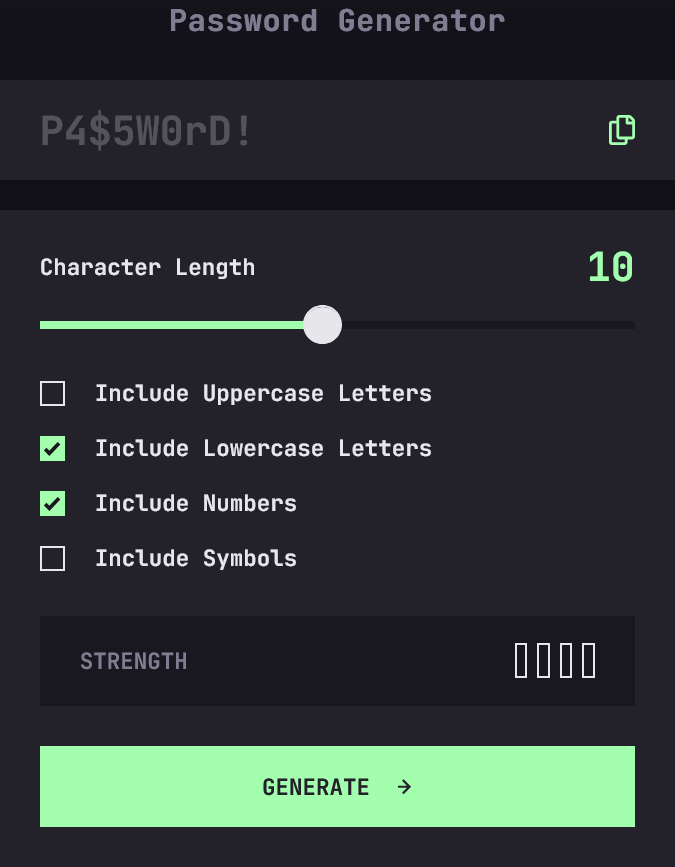 Password Generator
P4$5W0rD!
Character Length 10
Include Uppercase Letters
Include Lowercase Letters
Include Numbers
Include Symbols
STRENGTH
GENERATE →